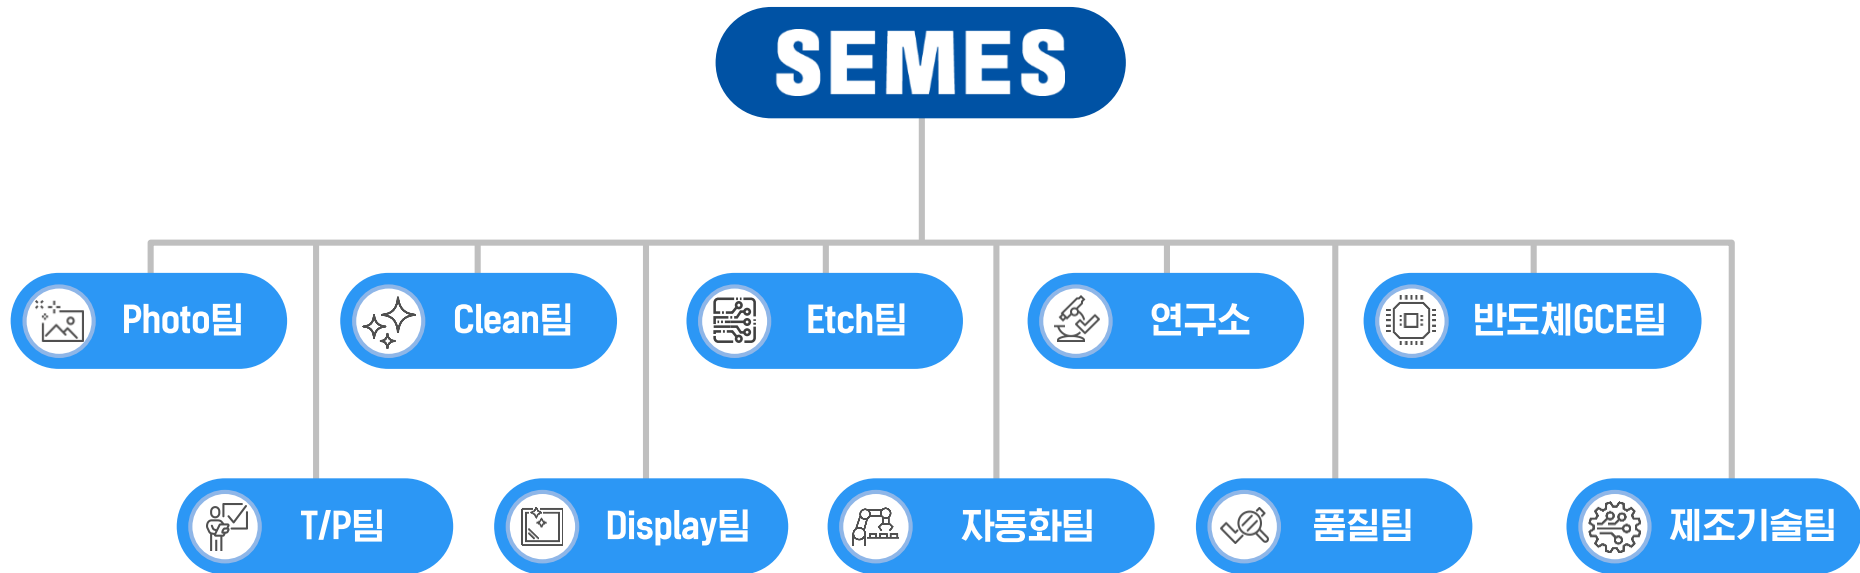 SEMES
Photo팀
Clean팀
Etch팀
연구소
반도체GCE팀
T/P팀
Display팀
자동화팀
품질팀
제조기술팀